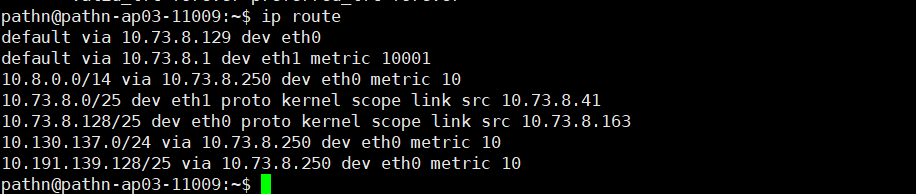 pathn@pathn-ap03-11009:~$ ip route
default via 10.73.8.129 dev eth0
default via 10.73.8.1 dev eth1 metric 10001
10.8.0.0/14 via 10.73.8.250 dev eth0 metric 10
10.73.8.0/25 dev eth1 proto kernel scope link src 10.73.8.41
10.73.8.128/25 dev eth0 proto kernel scope link src 10.73.8.163
10.130.137.0/24 via 10.73.8.250 dev eth0 metric 10
10.191.139.128/25 via 10.73.8.250 dev eth0 metric 10
pathn@pathn-ap03-11009:~$